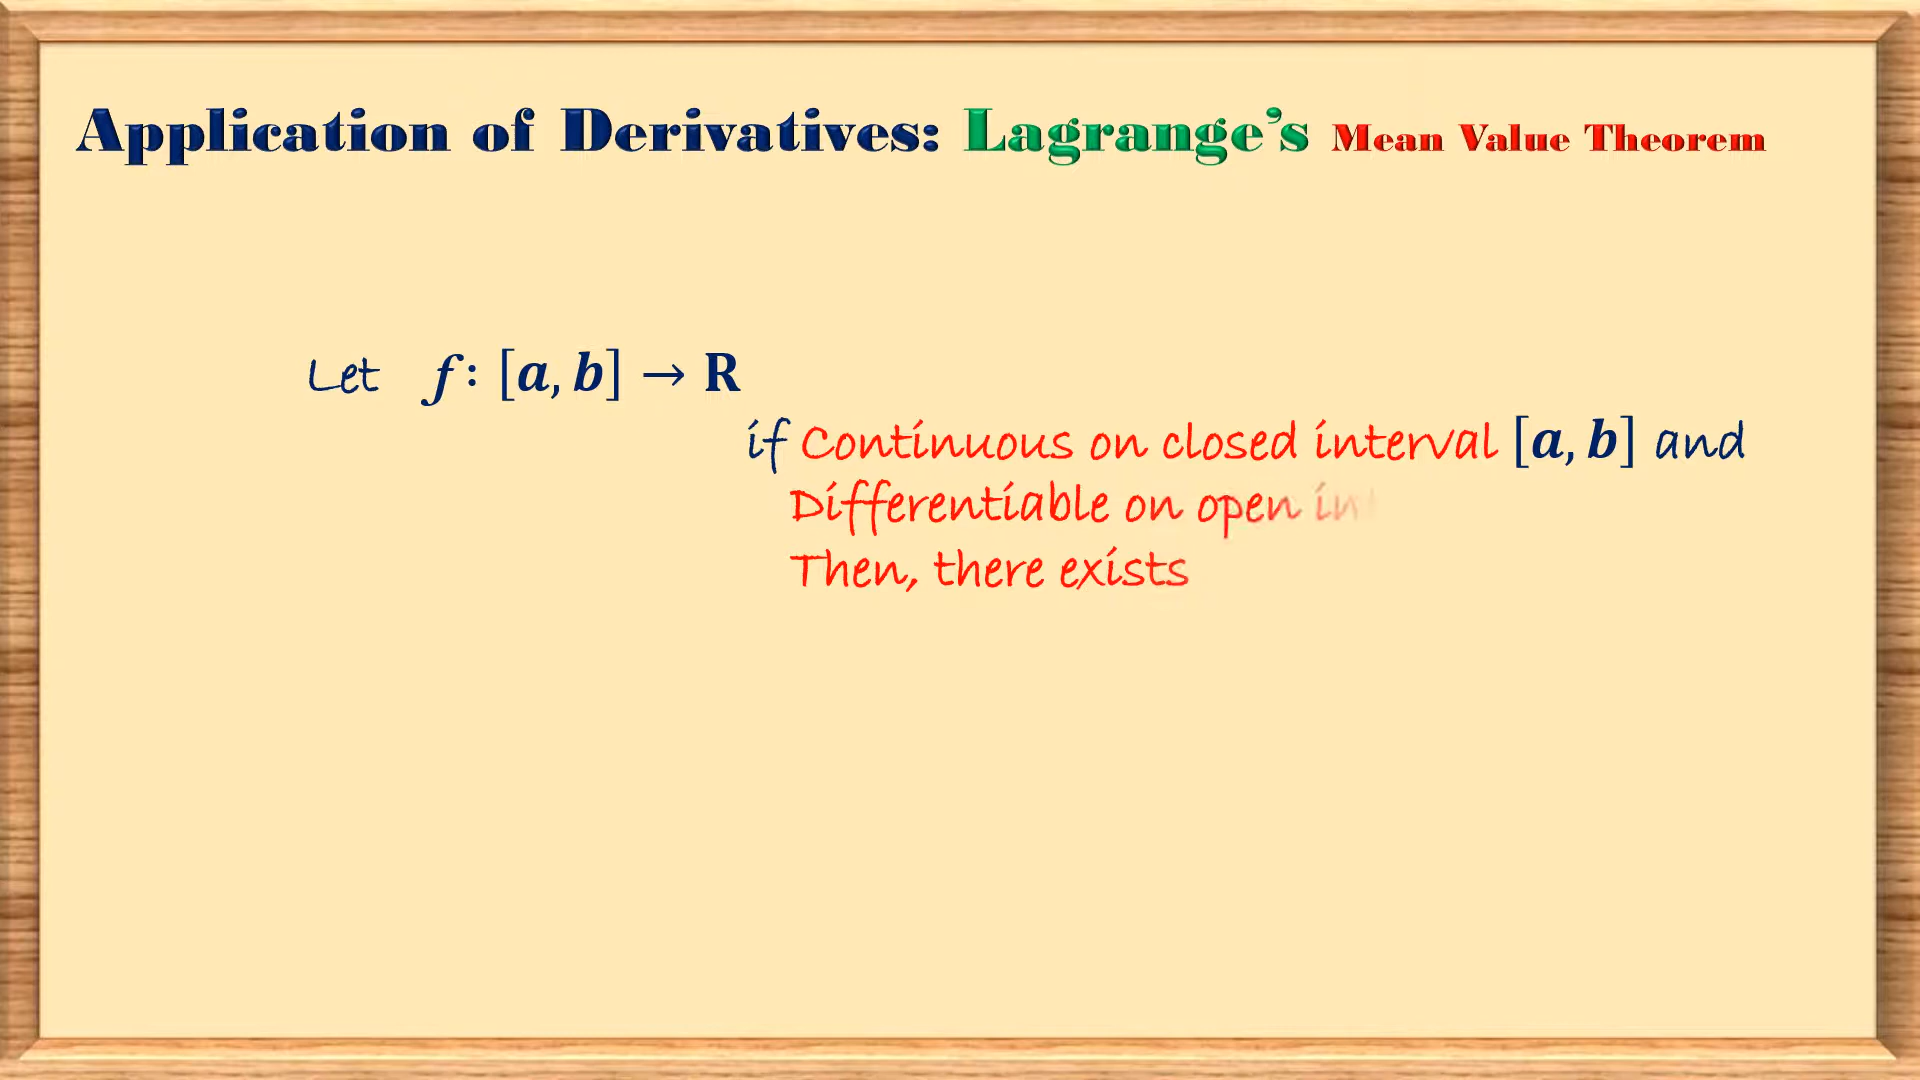 Application of Derivatives: Lagrange's Mean Value Theorem
Let f: [a, b] → R
if Continuous on closed interval [a, b] and
Differentiable on open
Then, there exists